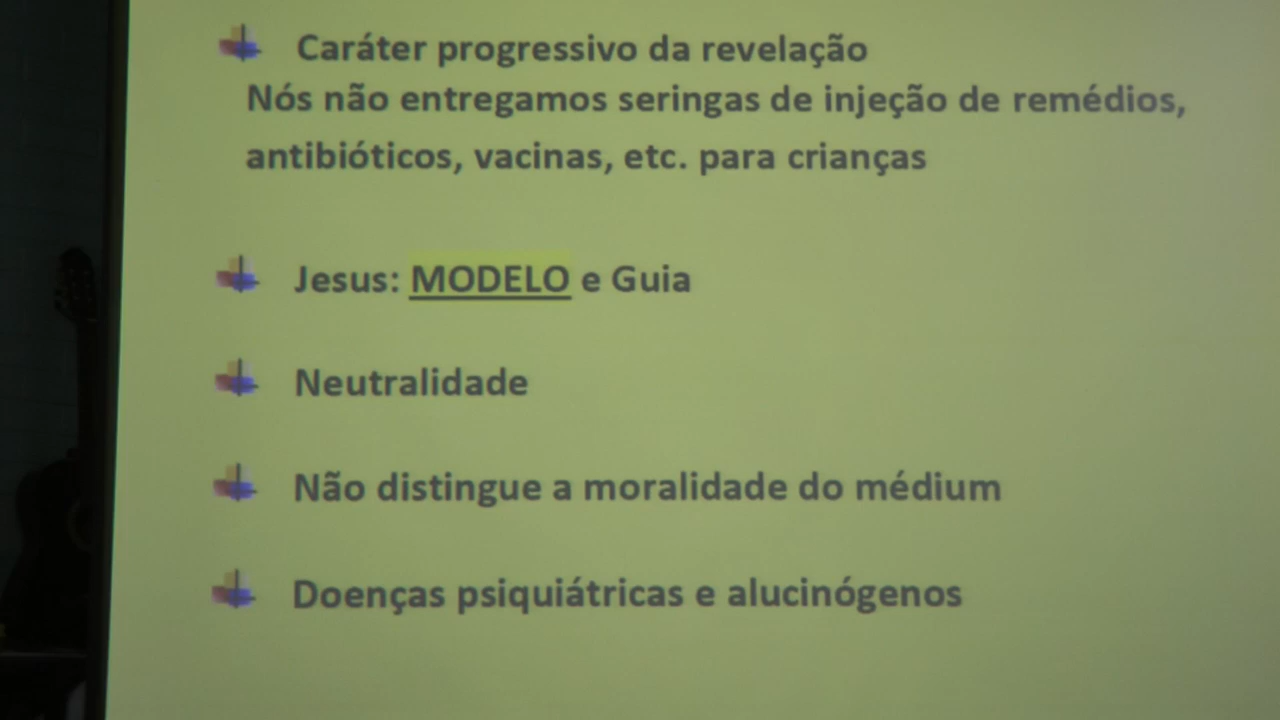 Caráter progressivo da revelação
Nós não entregamos seringas de injeção de remédios,
antibióticos, vacinas, etc. para crianças
Jesus: MODELO e Guia
Neutralidade
Não distingue a moralidade do médium
Doenças psiquiátricas e alucinógenos